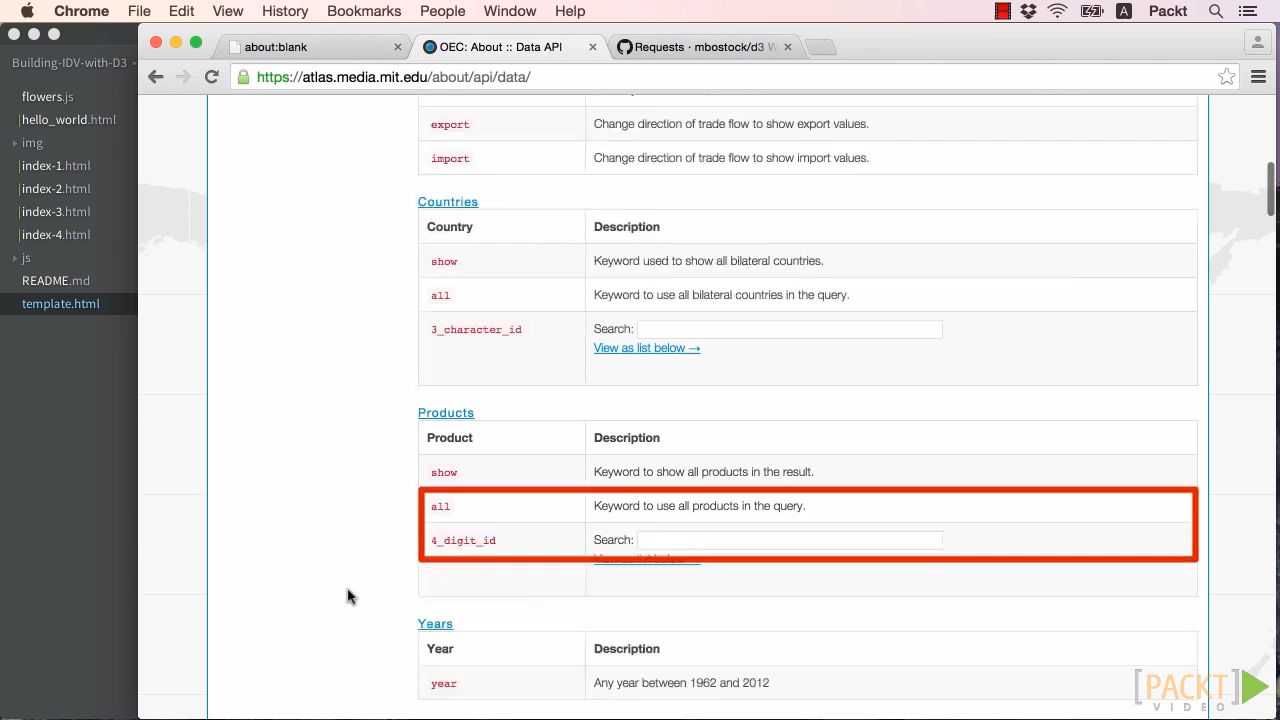 Chrome File Edit View History Bookmarks People Window Help A Packt
about:blank × OEC: About :: Data API × Requests · mbostock/d3 W ×
Building-IDV-with-D3
https://atlas.media.mit.edu/about/api/data/
flowers.js
hello_world.html
img
index-1.html
index-2.html
index-3.html
index-4.html
js
README.md
template.html
export Change direction of trade flow to show export values.
import Change direction of trade flow to show import values.
Countries
Country Description
show Keyword used to show all bilateral countries.
all Keyword to use all bilateral countries in the query.
3_character_id Search:
View as list below →
Products
Product Description
show Keyword to show all products in the result.
all Keyword to use all products in the query.
4_digit_id Search:
Years
Year Description
year Any year between 1962 and 2012
[PACKT]
VIDEO